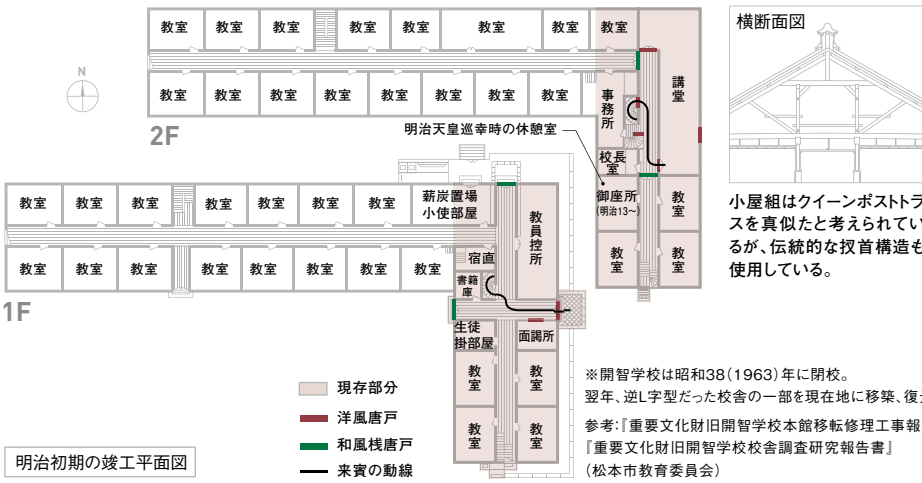 教室 教室 教室 教室 教室 教室 教室 教室
教室 教室 教室 教室 教室 教室 教室 教室
講堂
事務所
校長室
明治天皇巡幸時の休憩室
御座所
(明治13~)
教室
教室 教室
N
2F
教室 教室 教室 教室 教室 教室 教室
薪炭置場
小使部屋
教員控所
教室 教室 教室 教室 教室 教室 教室 教室
宿直
書籍庫
生徒掛部屋
面謁所
教室 教室
教室 教室
1F
現存部分
洋風唐戸
和風桟唐戸
来賓の動線
明治初期の竣工平面図
横断面図
小屋組はクイーンポストトラ
スを真似たと考えられてい
るが、伝統的な扠首構造も
使用している。
※開智学校は昭和38(1963)年に閉校。
翌年、逆L字型だった校舎の一部を現在地に移築、復
参考:『重要文化財旧開智学校本館移転修理工事報
『重要文化財旧開智学校校舎調査研究報告書』
(松本市教育委員会)